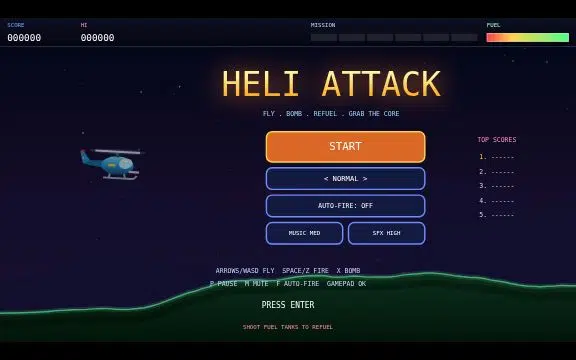 SCORE HI MISSION FUEL
000000 000000
HELI ATTACK
FLY . BOMB . REFUEL . GRAB THE CORE
START
< NORMAL >
AUTO-FIRE: OFF
MUSIC MED SFX HIGH
TOP SCORES
1. ------
2. ------
3. ------
4. ------
5. ------
ARROWS/WASD FLY SPACE/Z FIRE X BOMB
P PAUSE M MUTE F AUTO-FIRE GAMEPAD OK
PRESS ENTER
SHOOT FUEL TANKS TO REFUEL